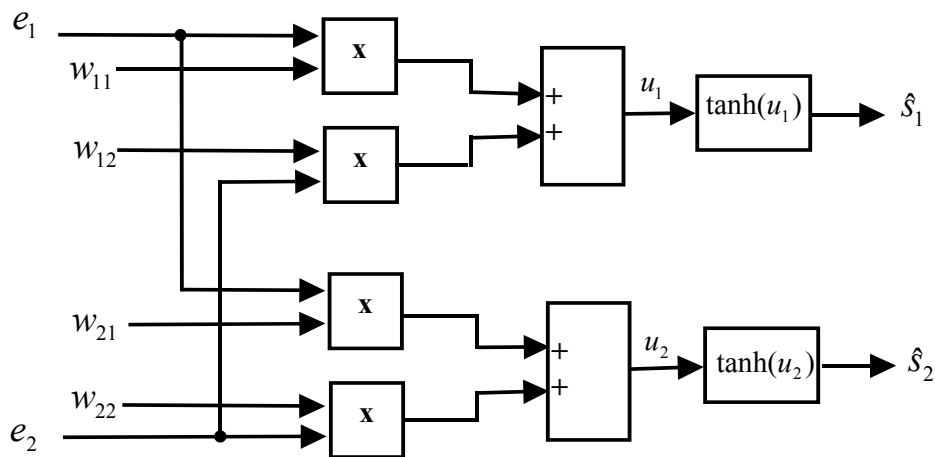 e₁
x
w₁₁
+
u₁
tanh(u₁)
ŝ₁
+
w₁₂
x
x
w₂₁
+
u₂
tanh(u₂)
ŝ₂
+
w₂₂
x
e₂